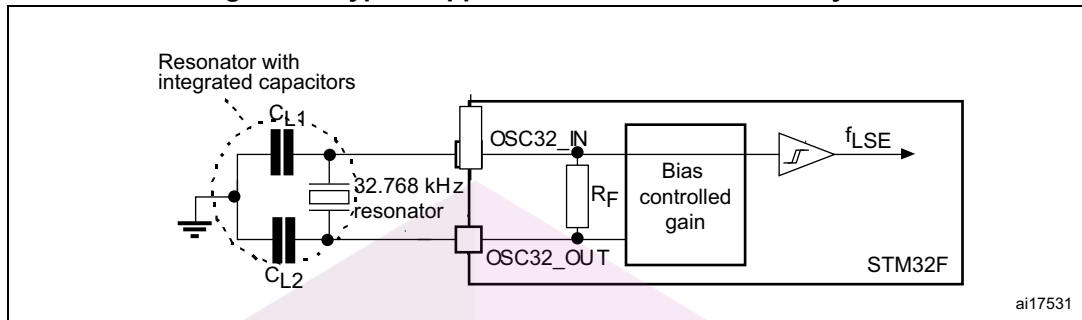 Resonator with
integrated capacitors
CL1
OSC32_IN
fLSE
Bias
controlled
gain
RF
32.768 kHz
resonator
OSC32_OUT
CL2
STM32F
ai17531